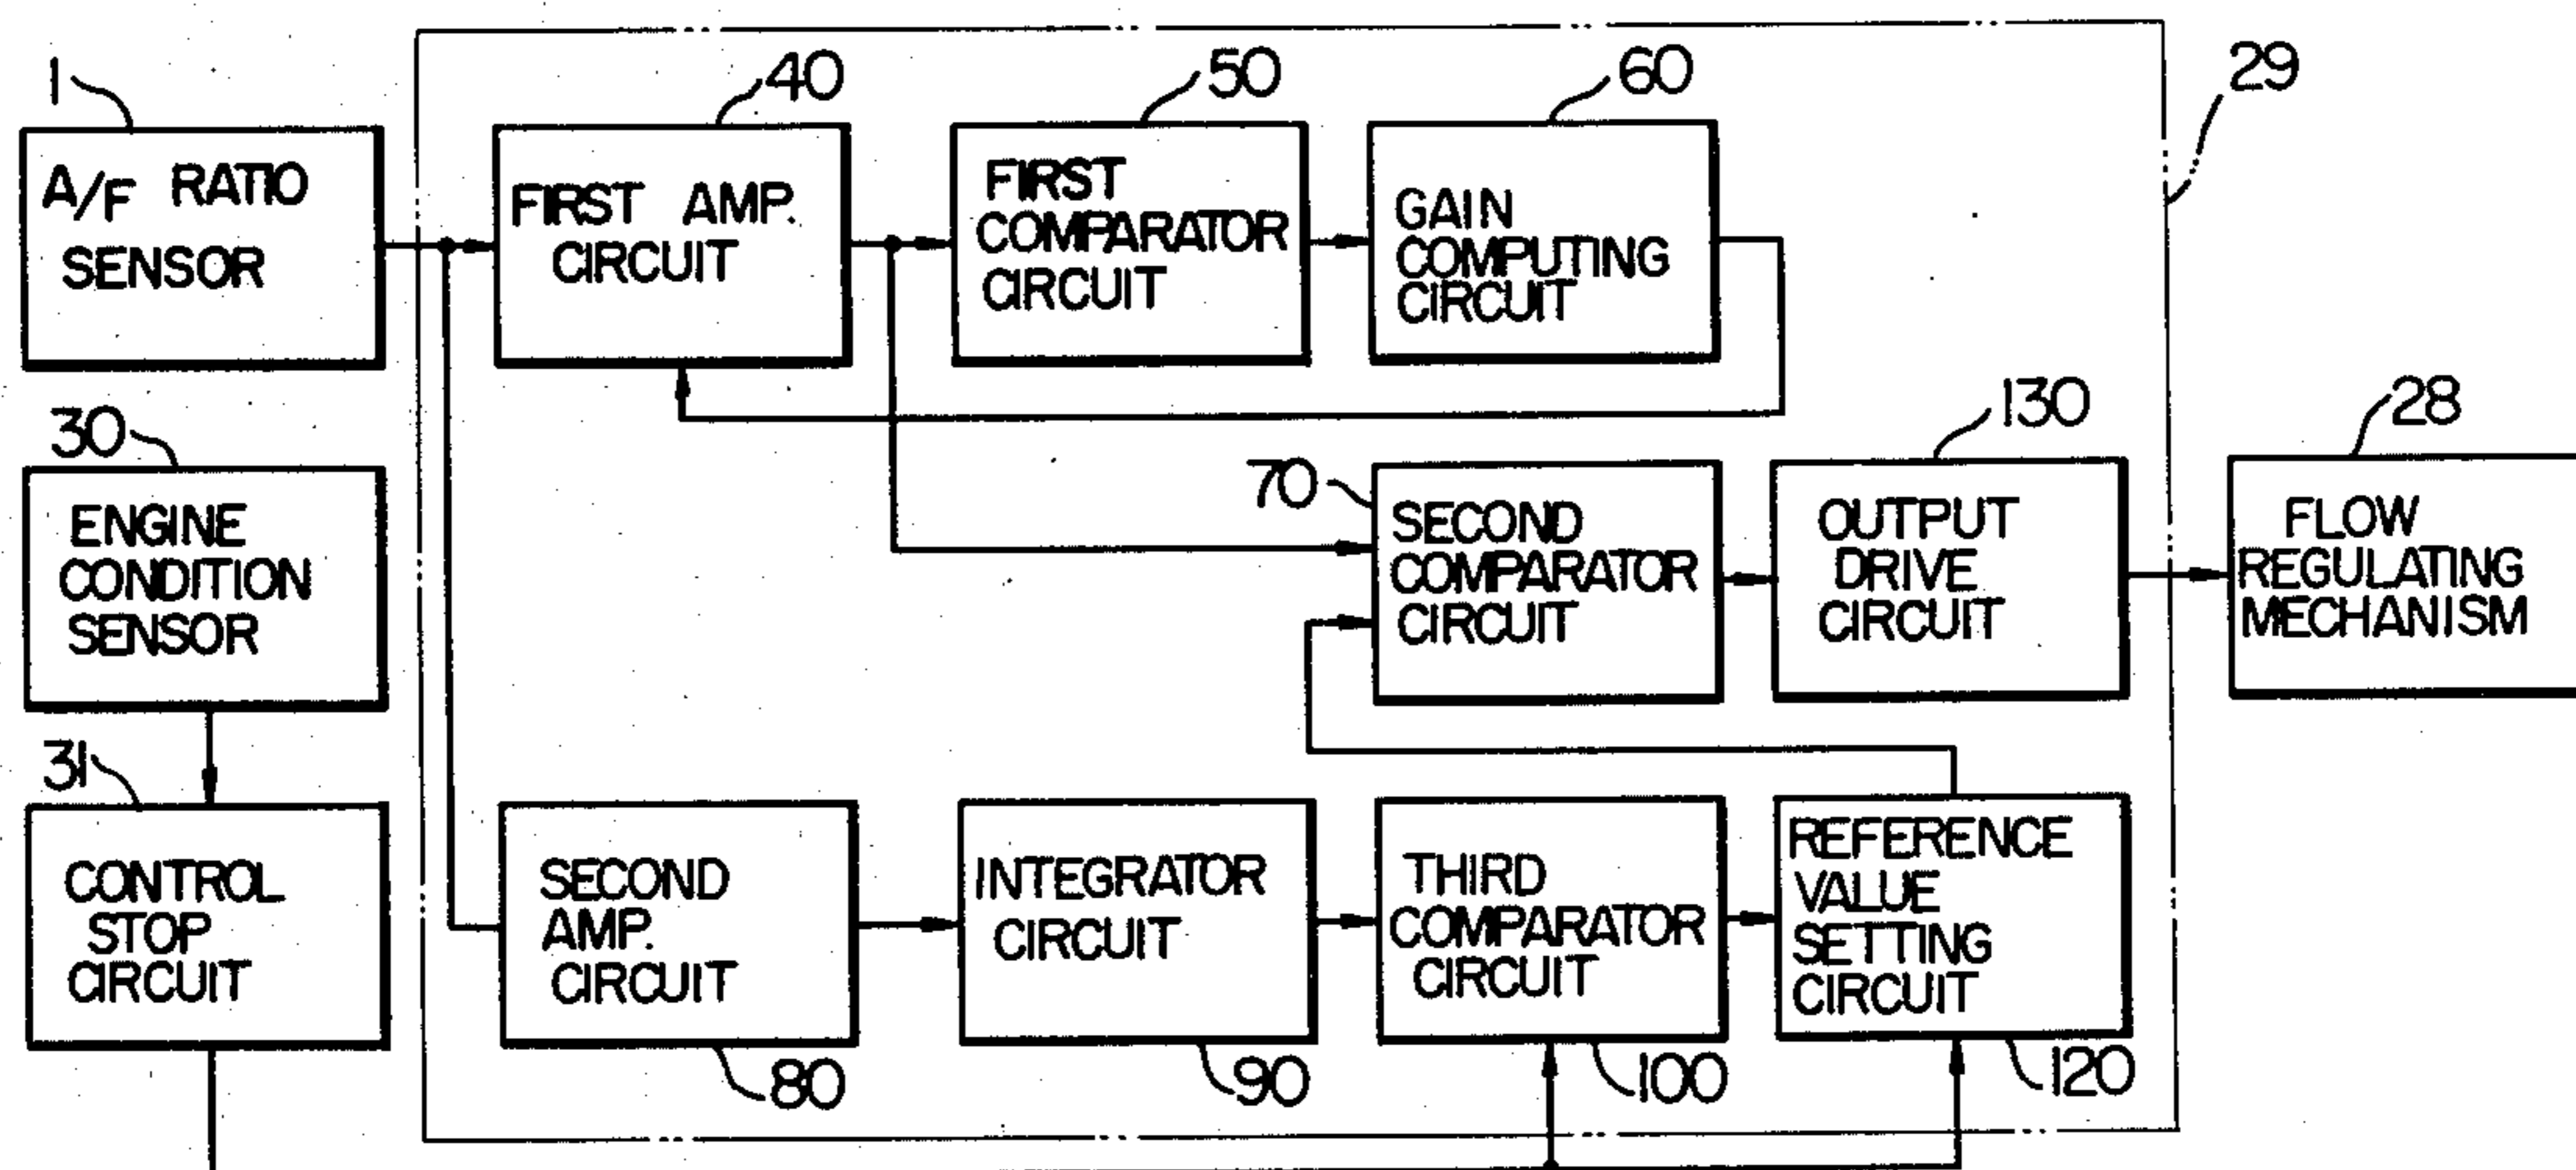 1
A/F RATIO
SENSOR
40
FIRST AMP.
CIRCUIT
50
FIRST
COMPARATOR
CIRCUIT
60
GAIN
COMPUTING
CIRCUIT
29
30
ENGINE
CONDITION
SENSOR
70
SECOND
COMPARATOR
CIRCUIT
130
OUTPUT
DRIVE
CIRCUIT
28
FLOW
REGULATING
MECHANISM
31
CONTROL
STOP
CIRCUIT
SECOND
AMP.
CIRCUIT
80
INTEGRATOR
CIRCUIT
90
THIRD
COMPARATOR
CIRCUIT
100
REFERENCE
VALUE
SETTING
CIRCUIT
120